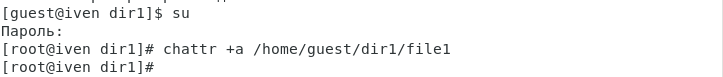 [guest@iven dir1]$ su
Пароль:
[root@iven dir1]# chattr +a /home/guest/dir1/file1
[root@iven dir1]#